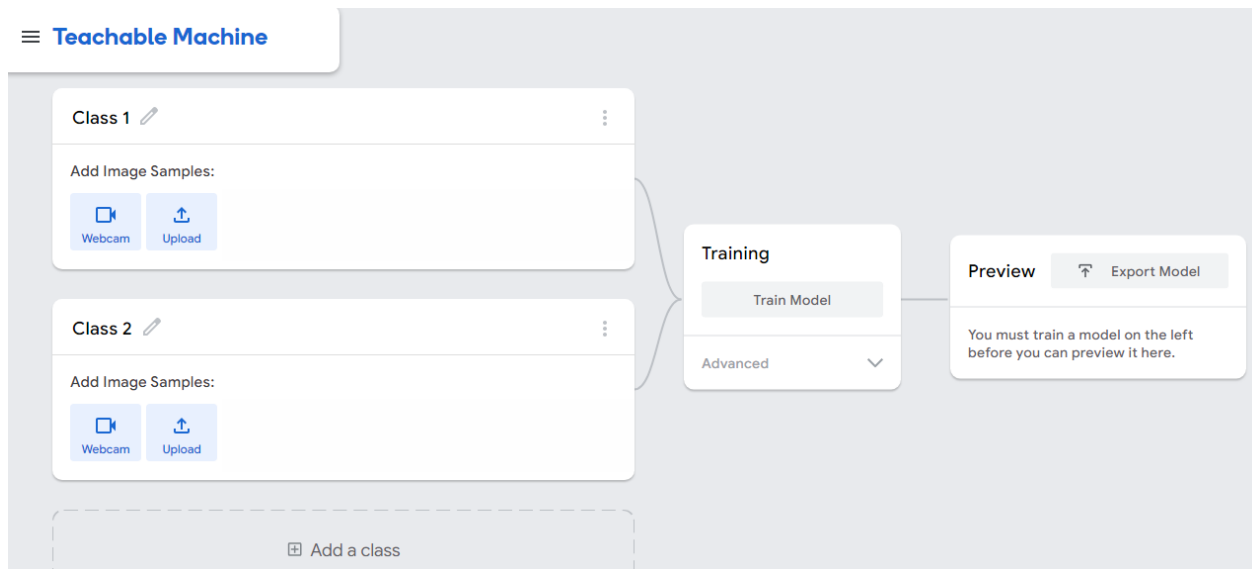 Teachable Machine
Class 1
Add Image Samples:
Webcam
Upload
Class 2
Add Image Samples:
Webcam
Upload
Add a class
Training
Train Model
Advanced
Preview
Export Model
You must train a model on the left
before you can preview it here.